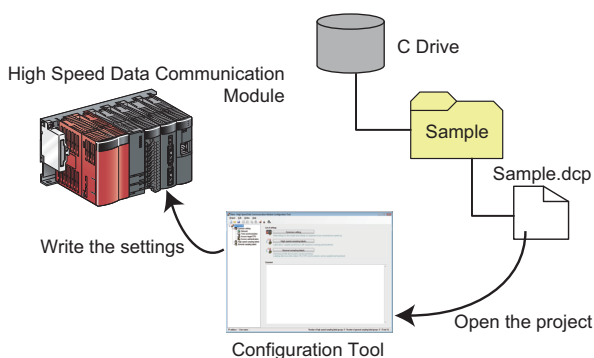 C Drive
High Speed Data Communication
Module
Sample
Sample.dcp
Write the settings
Open the project
Configuration Tool